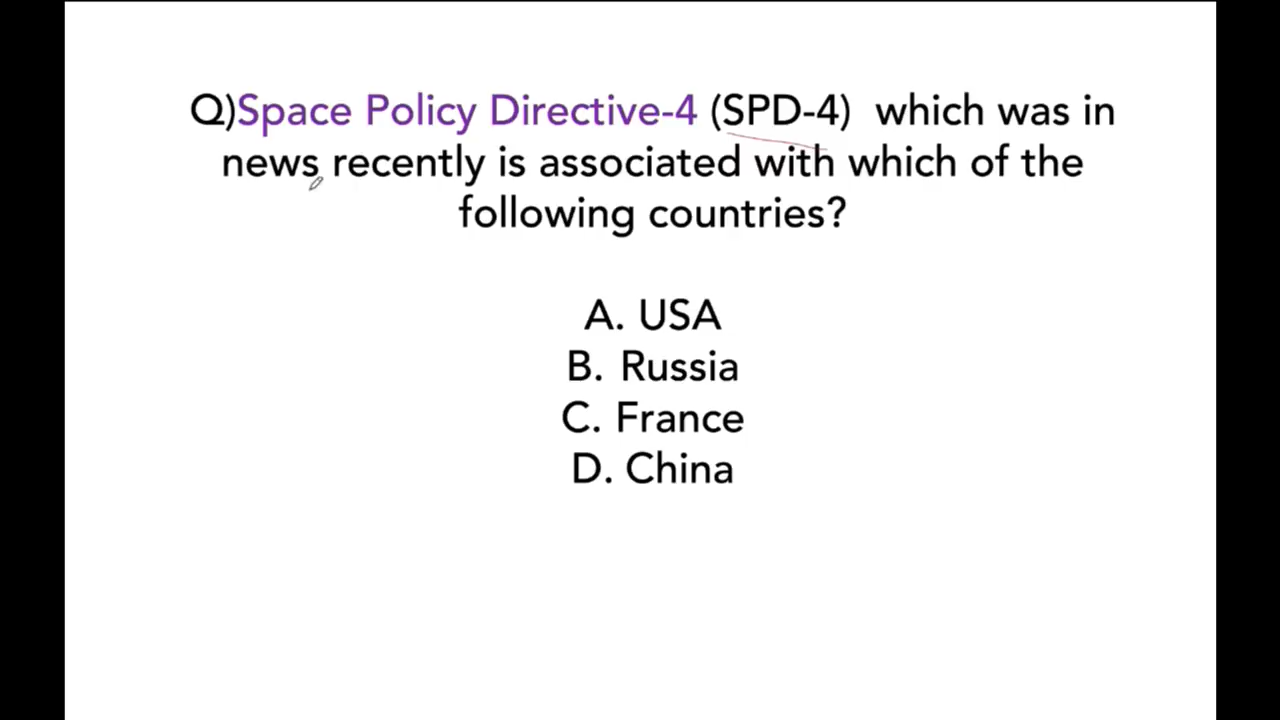 Q)Space Policy Directive-4 (SPD-4) which was in
news recently is associated with which of the
following countries?
A. USA
B. Russia
C. France
D. China